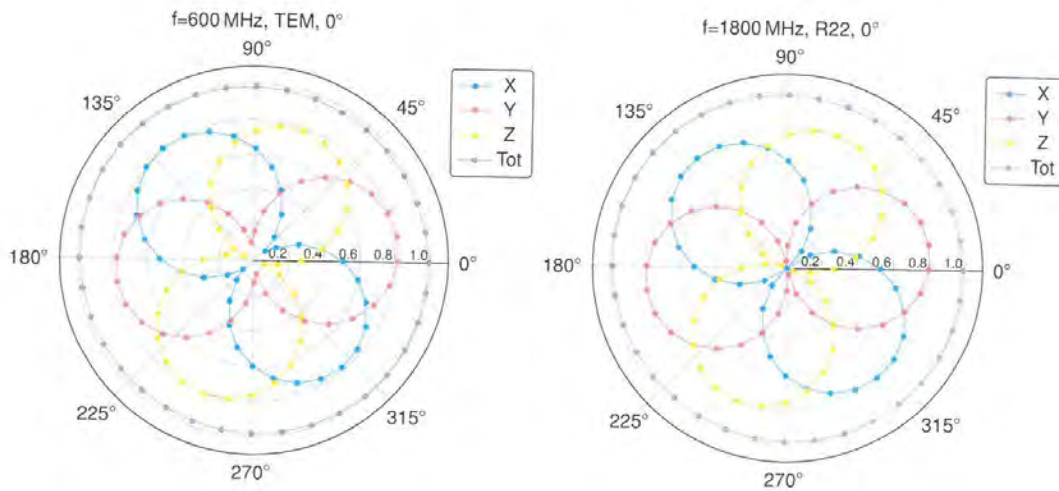 f=600 MHz, TEM, 0°
90°
135°
45°
180°
0.2 0.4 0.6 0.8 1.0
0°
225°
315°
270°
X
Y
Z
Tot
f=1800 MHz, R22, 0°
90°
135°
45°
180°
0.2 0.4 0.6 0.8 1.0
0°
225°
315°
270°
X
Y
Z
Tot